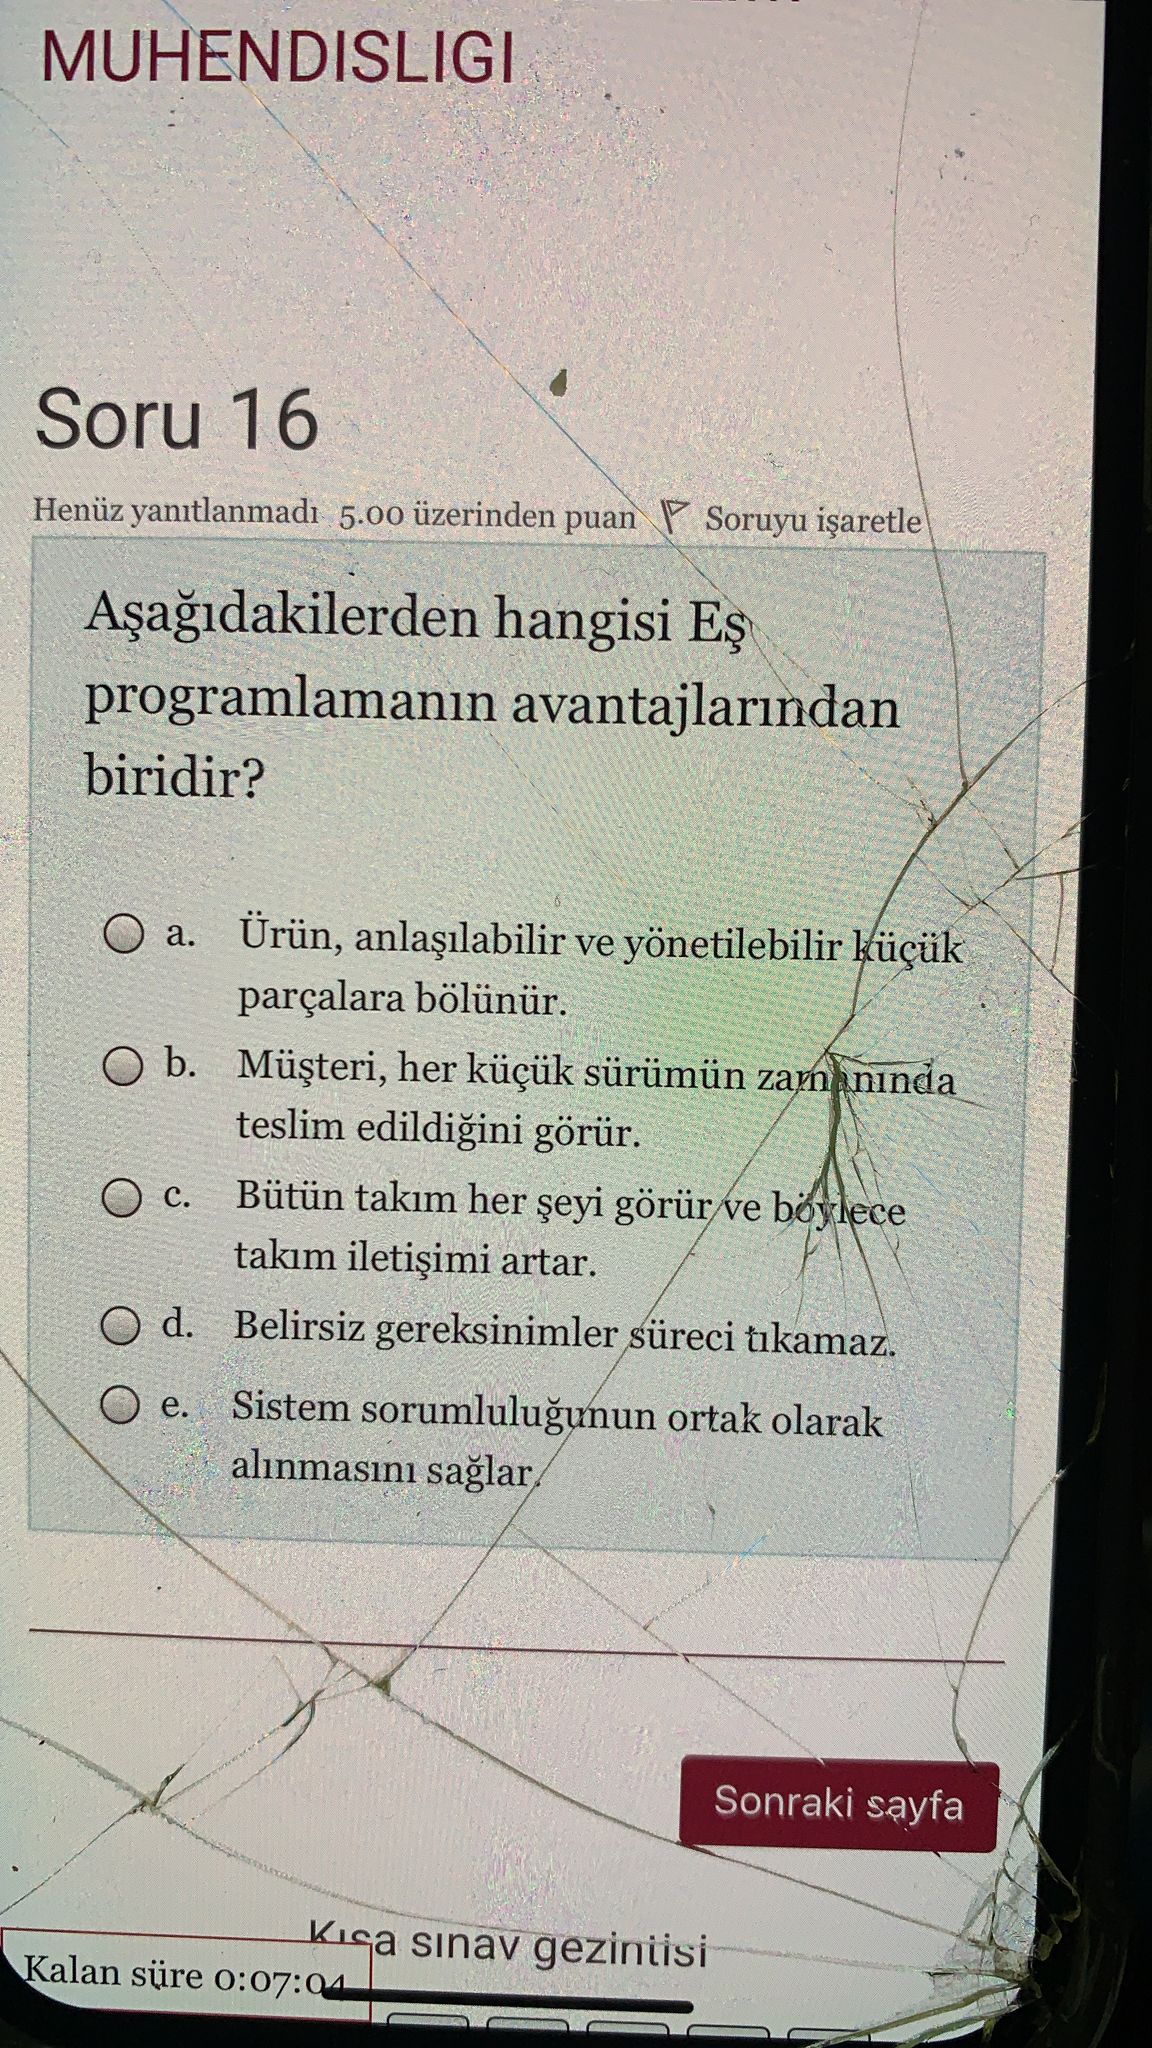 MUHENDISLIGI
Soru 16
Henüz yanıtlanmadı 5.00 üzerinden puan Soruyu işaretle
Aşağıdakilerden hangisi Eş
programlamanın avantajlarından
biridir?
a. Ürün, anlaşılabilir ve yönetilebilir küçük
parçalara bölünür.
b. Müşteri, her küçük sürümün zamanında
teslim edildiğini görür.
c. Bütün takım her şeyi görür ve böylece
takım iletişimi artar.
d. Belirsiz gereksinimler süreci tıkamaz.
e. Sistem sorumluluğunun ortak olarak
alınmasını sağlar.
Sonraki sayfa
Kısa sınav gezintisi
Kalan süre 0:07:04